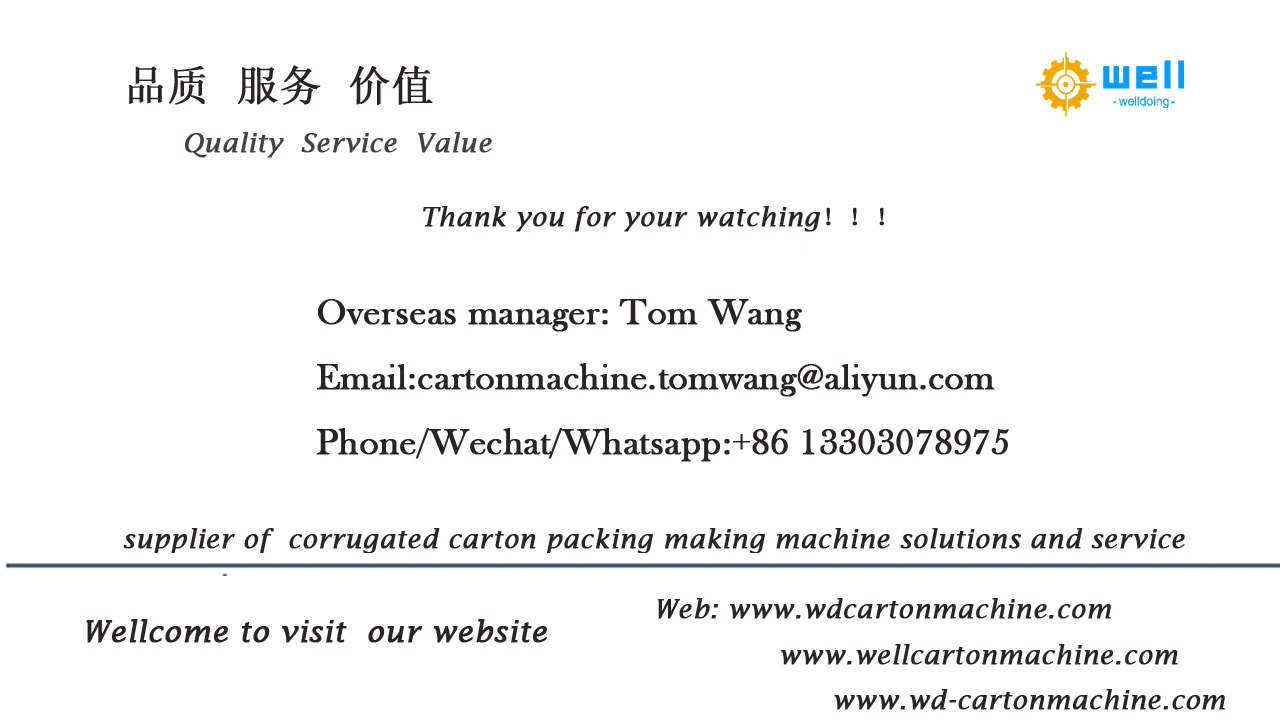 品质 服务 价值
well
-welldoing-
Quality Service Value
Thank you for your watching！！！
Overseas manager: Tom Wang
Email:cartonmachine.tomwang@aliyun.com
Phone/Wechat/Whatsapp:+86 13303078975
supplier of corrugated carton packing making machine solutions and service
Wellcome to visit our website
Web: www.wdcartonmachine.com
www.wellcartonmachine.com
www.wd-cartonmachine.com